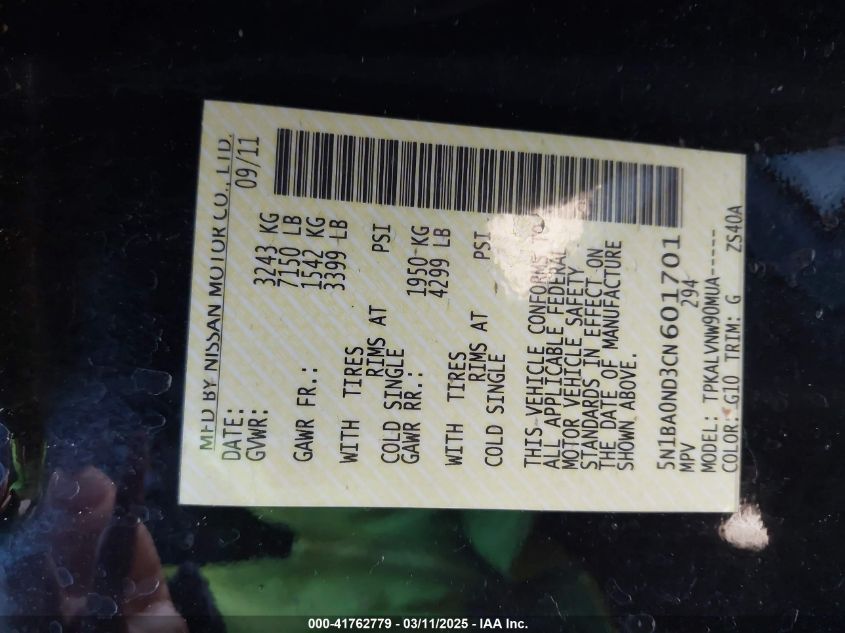 MFD BY NISSAN MOTOR CO., LTD.
DATE: 09/11
GVWR: 3243 KG
7150 LB
GAWR FR.: 1542 KG
3399 LB
WITH TIRES
RIMS AT PSI
COLD SINGLE
GAWR RR.: 1950 KG
4299 LB
WITH TIRES
RIMS AT PSI
COLD SINGLE
THIS VEHICLE CONFORMS TO
ALL APPLICABLE FEDERAL
MOTOR VEHICLE SAFETY
STANDARDS IN EFFECT ON
THE DATE OF MANUFACTURE
SHOWN ABOVE.
5N1BA0ND3CN601701
MPV 294
MODEL: TPKALVNW90MUA-----
COLOR: G10 TRIM: G ZS40A
000-41762779 - 03/11/2025 - IAA Inc.